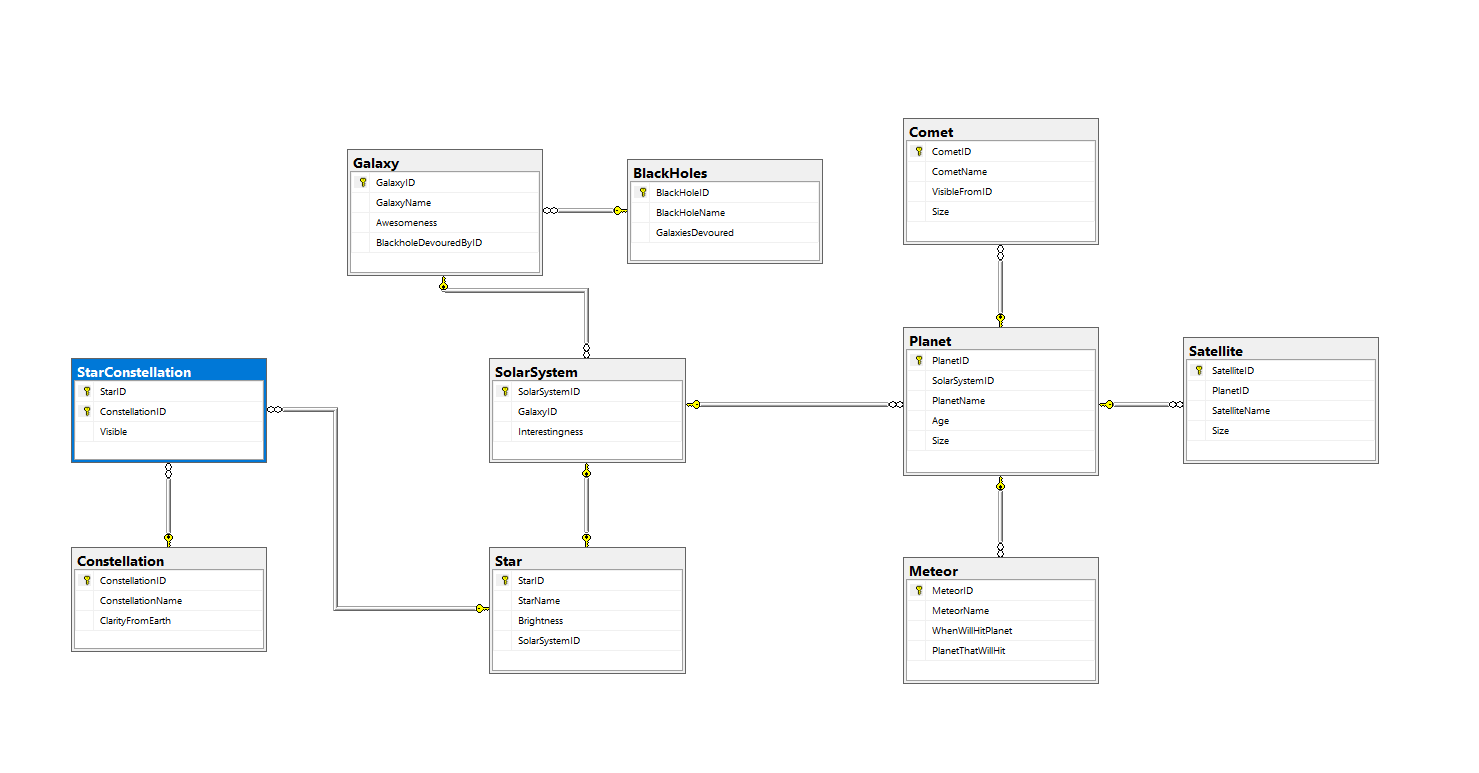 Galaxy
GalaxyID
GalaxyName
Awesomeness
BlackholeDevouredByID
BlackHoles
BlackHoleID
BlackHoleName
GalaxiesDevoured
Comet
CometID
CometName
VisibleFromID
Size
StarConstellation
StarID
ConstellationID
Visible
SolarSystem
SolarSystemID
GalaxyID
Interestingness
Planet
PlanetID
SolarSystemID
PlanetName
Age
Size
Satellite
SatelliteID
PlanetID
SatelliteName
Size
Constellation
ConstellationID
ConstellationName
ClarityFromEarth
Star
StarID
StarName
Brightness
SolarSystemID
Meteor
MeteorID
MeteorName
WhenWillHitPlanet
PlanetThatWillHit